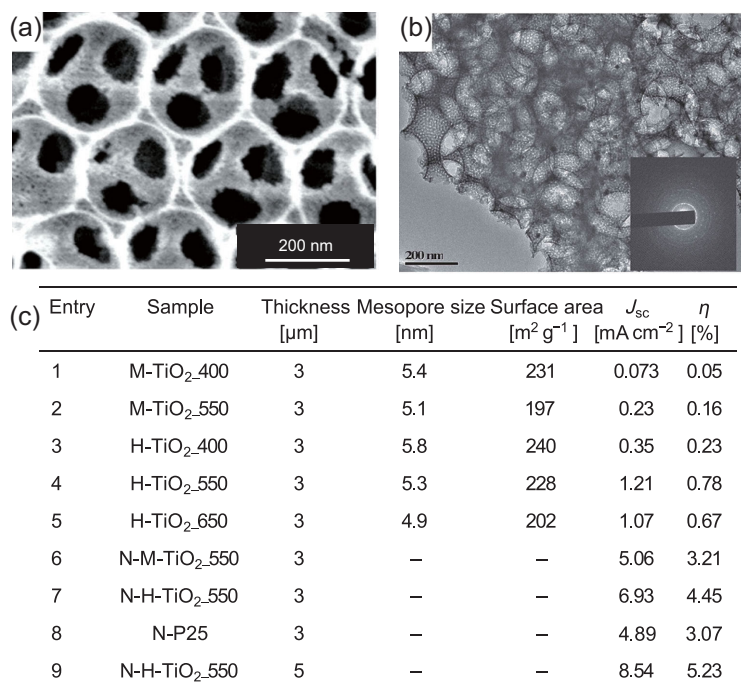 (a)
200 nm
(b)
200 nm
(c)
Entry Sample Thickness Mesopore size Surface area Jsc η
[μm] [nm] [m² g⁻¹] [mA cm⁻²] [%]
1 M-TiO₂_400 3 5.4 231 0.073 0.05
2 M-TiO₂_550 3 5.1 197 0.23 0.16
3 H-TiO₂_400 3 5.8 240 0.35 0.23
4 H-TiO₂_550 3 5.3 228 1.21 0.78
5 H-TiO₂_650 3 4.9 202 1.07 0.67
6 N-M-TiO₂_550 3 – – 5.06 3.21
7 N-H-TiO₂_550 3 – – 6.93 4.45
8 N-P25 3 – – 4.89 3.07
9 N-H-TiO₂_550 5 – – 8.54 5.23